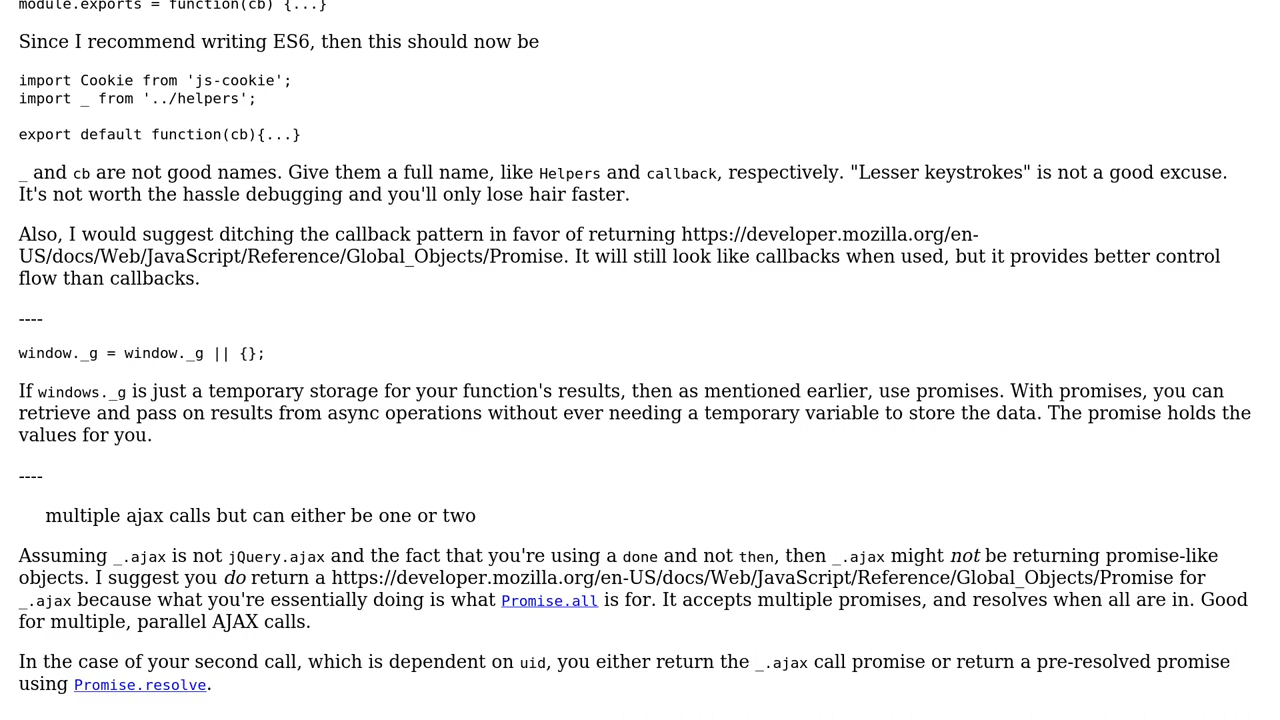 module.exports = function(cb) {...}
Since I recommend writing ES6, then this should now be
import Cookie from 'js-cookie';
import _ from '../helpers';
export default function(cb){...}
_ and cb are not good names. Give them a full name, like Helpers and callback, respectively. "Lesser keystrokes" is not a good excuse.
It's not worth the hassle debugging and you'll only lose hair faster.
Also, I would suggest ditching the callback pattern in favor of returning https://developer.mozilla.org/en-
US/docs/Web/JavaScript/Reference/Global_Objects/Promise. It will still look like callbacks when used, but it provides better control
flow than callbacks.
----
window._g = window._g || {};
If windows._g is just a temporary storage for your function's results, then as mentioned earlier, use promises. With promises, you can
retrieve and pass on results from async operations without ever needing a temporary variable to store the data. The promise holds the
values for you.
----
multiple ajax calls but can either be one or two
Assuming _.ajax is not jQuery.ajax and the fact that you're using a done and not then, then _.ajax might not be returning promise-like
objects. I suggest you do return a https://developer.mozilla.org/en-US/docs/Web/JavaScript/Reference/Global_Objects/Promise for
_.ajax because what you're essentially doing is what Promise.all is for. It accepts multiple promises, and resolves when all are in. Good
for multiple, parallel AJAX calls.
In the case of your second call, which is dependent on uid, you either return the _.ajax call promise or return a pre-resolved promise
using Promise.resolve.